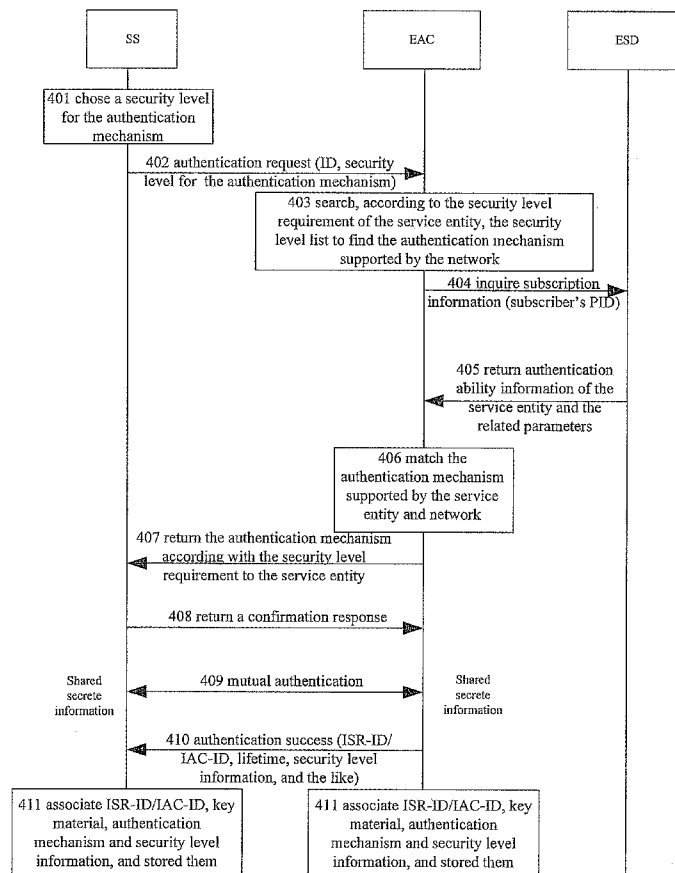 SS
EAC
ESD
401 chose a security level
for the authentication
mechanism
402 authentication request (ID, security
level for the authentication mechanism)
403 search, according to the security level
requirement of the service entity, the security
level list to find the authentication mechanism
supported by the network
404 inquire subscription
information (subscriber's PID)
405 return authentication
ability information of the
service entity and the
related parameters
406 match the
authentication mechanism
supported by the service
entity and network
407 return the authentication mechanism
according with the security level
requirement to the service entity
408 return a confirmation response
Shared
secrete
information
409 mutual authentication
Shared
secrete
information
410 authentication success (ISR-ID/
IAC-ID, lifetime, security level
information, and the like)
411 associate ISR-ID/IAC-ID, key
material, authentication
mechanism and security level
information, and stored them
411 associate ISR-ID/IAC-ID, key
material, authentication
mechanism and security level
information, and stored them